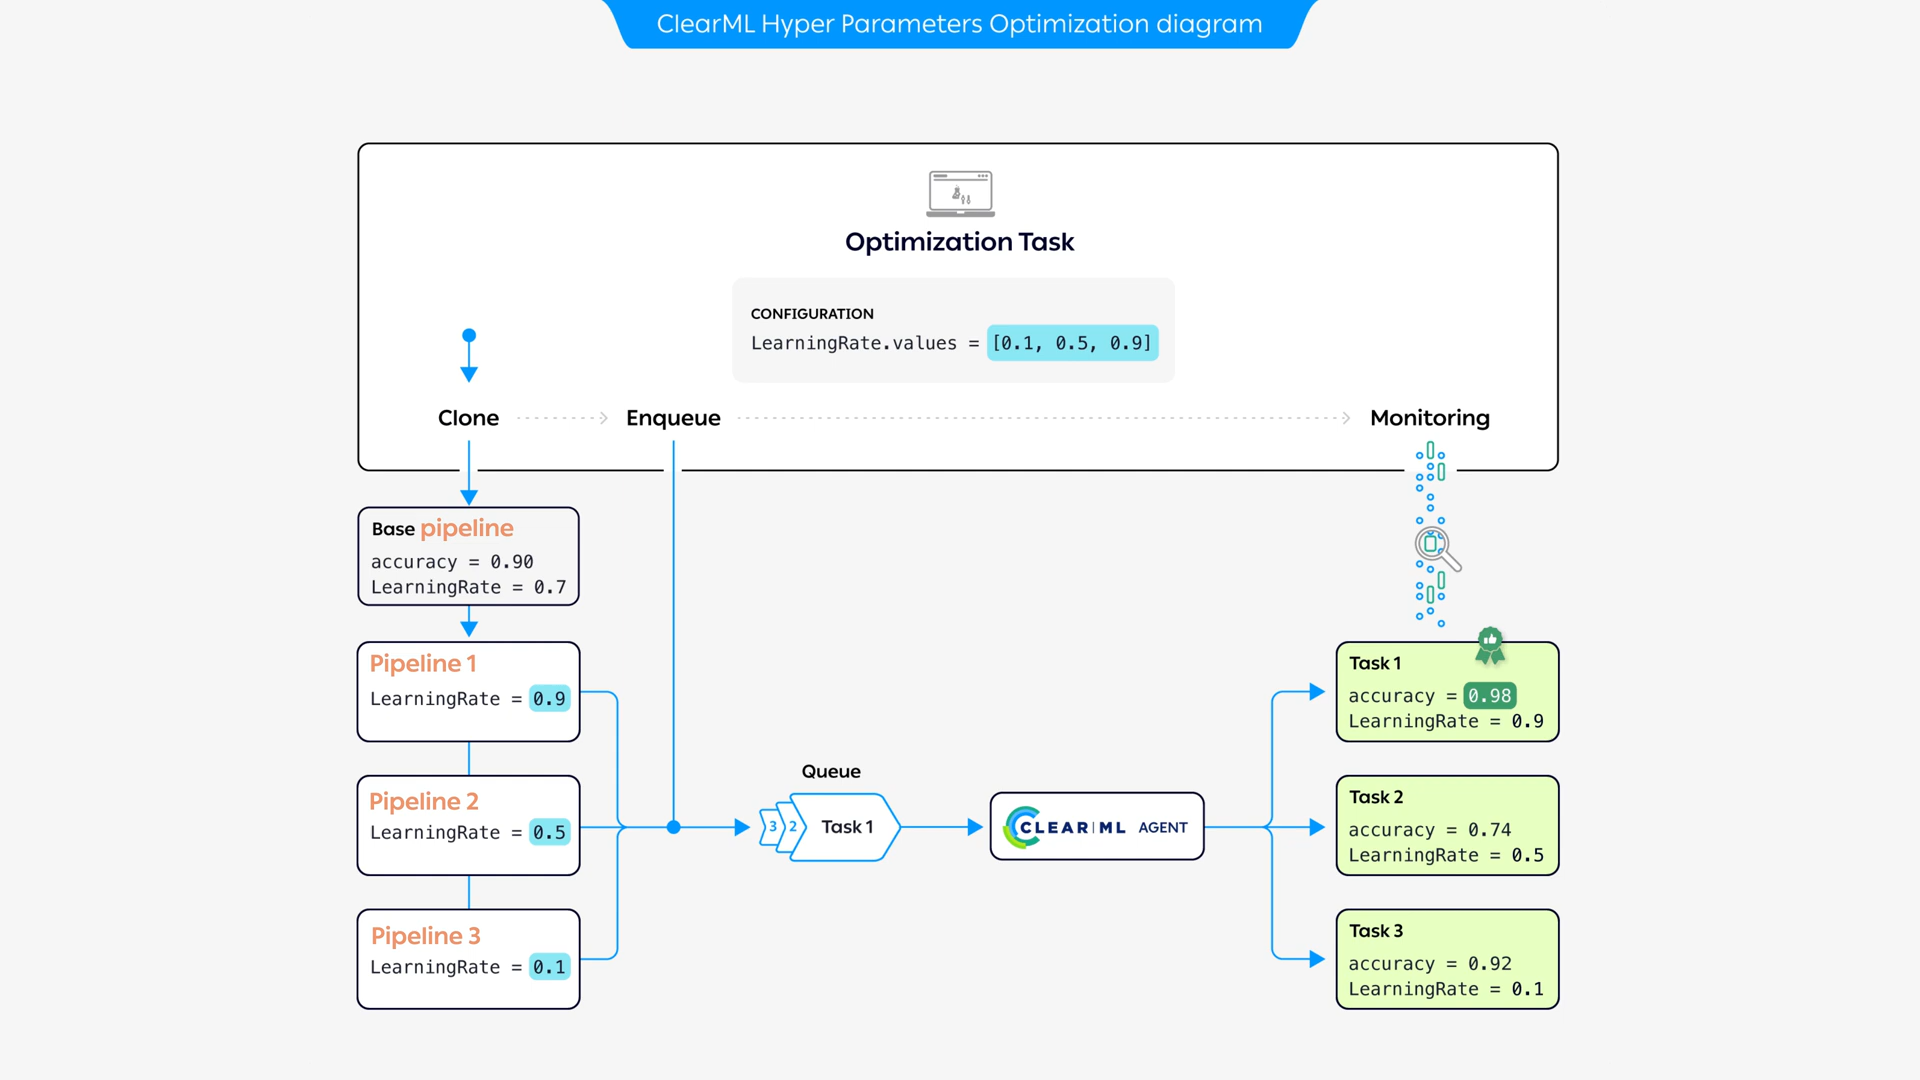 ClearML Hyper Parameters Optimization diagram
Optimization Task
CONFIGURATION
LearningRate.values = [0.1, 0.5, 0.9]
Clone
Enqueue
Monitoring
Base pipeline
accuracy = 0.90
LearningRate = 0.7
Pipeline 1
LearningRate = 0.9
Pipeline 2
LearningRate = 0.5
Pipeline 3
LearningRate = 0.1
Queue
3 2 Task 1
CLEAR|ML AGENT
Task 1
accuracy = 0.98
LearningRate = 0.9
Task 2
accuracy = 0.74
LearningRate = 0.5
Task 3
accuracy = 0.92
LearningRate = 0.1